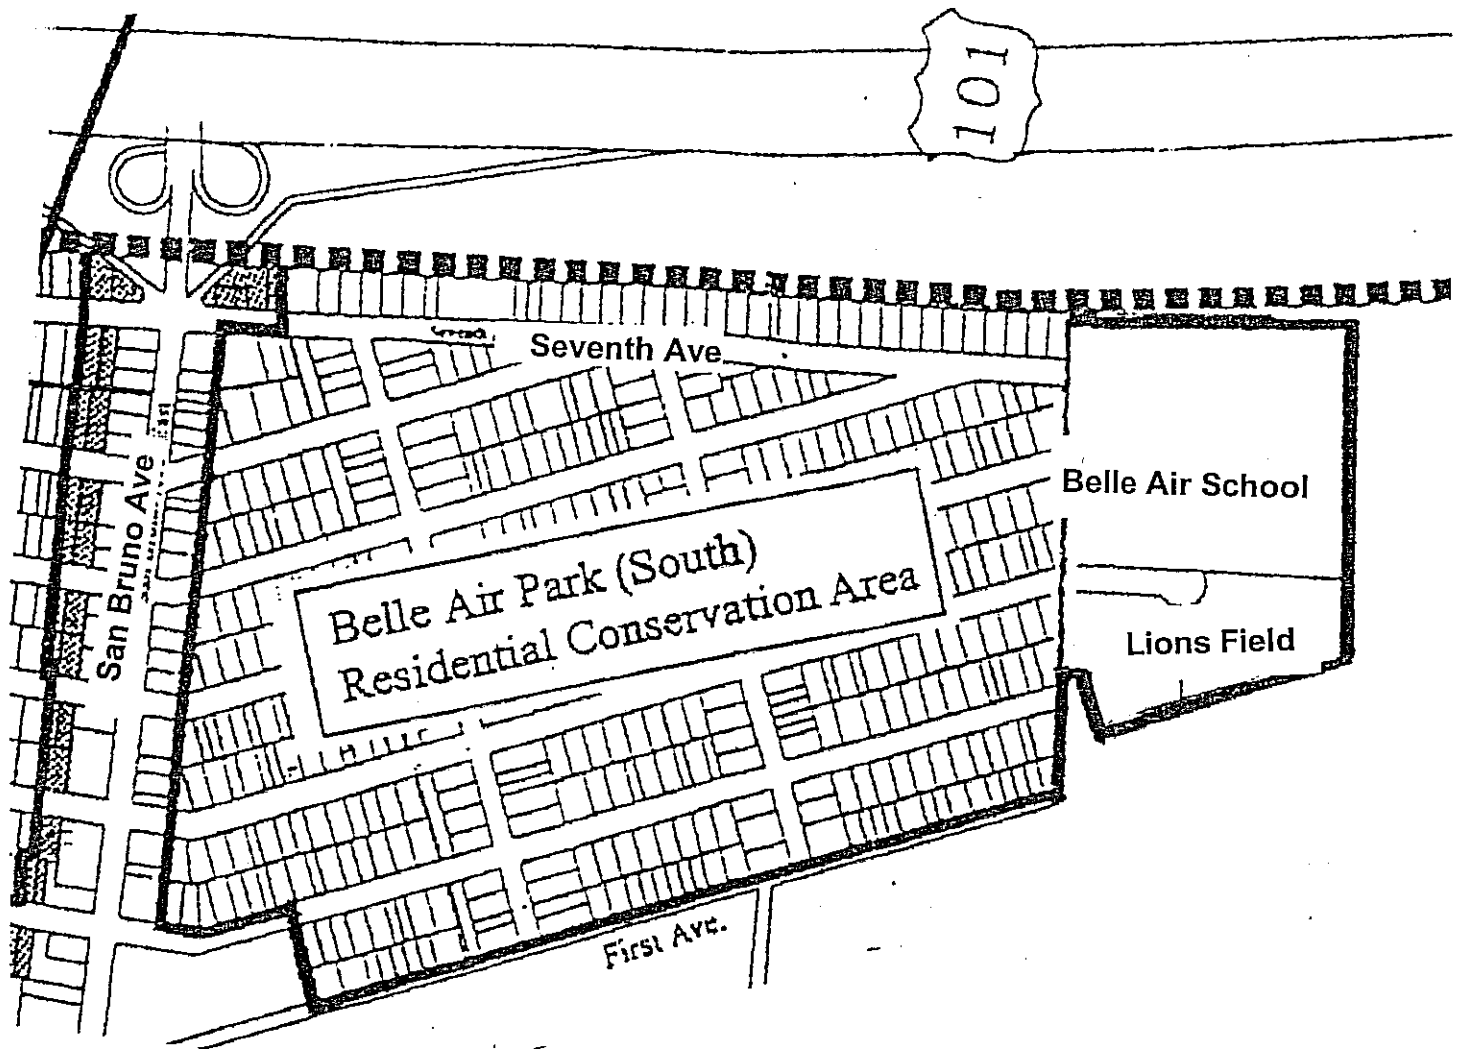 101
Seventh Ave
San Bruno Ave
Belle Air School
Belle Air Park (South)
Residential Conservation Area
Lions Field
First Ave.